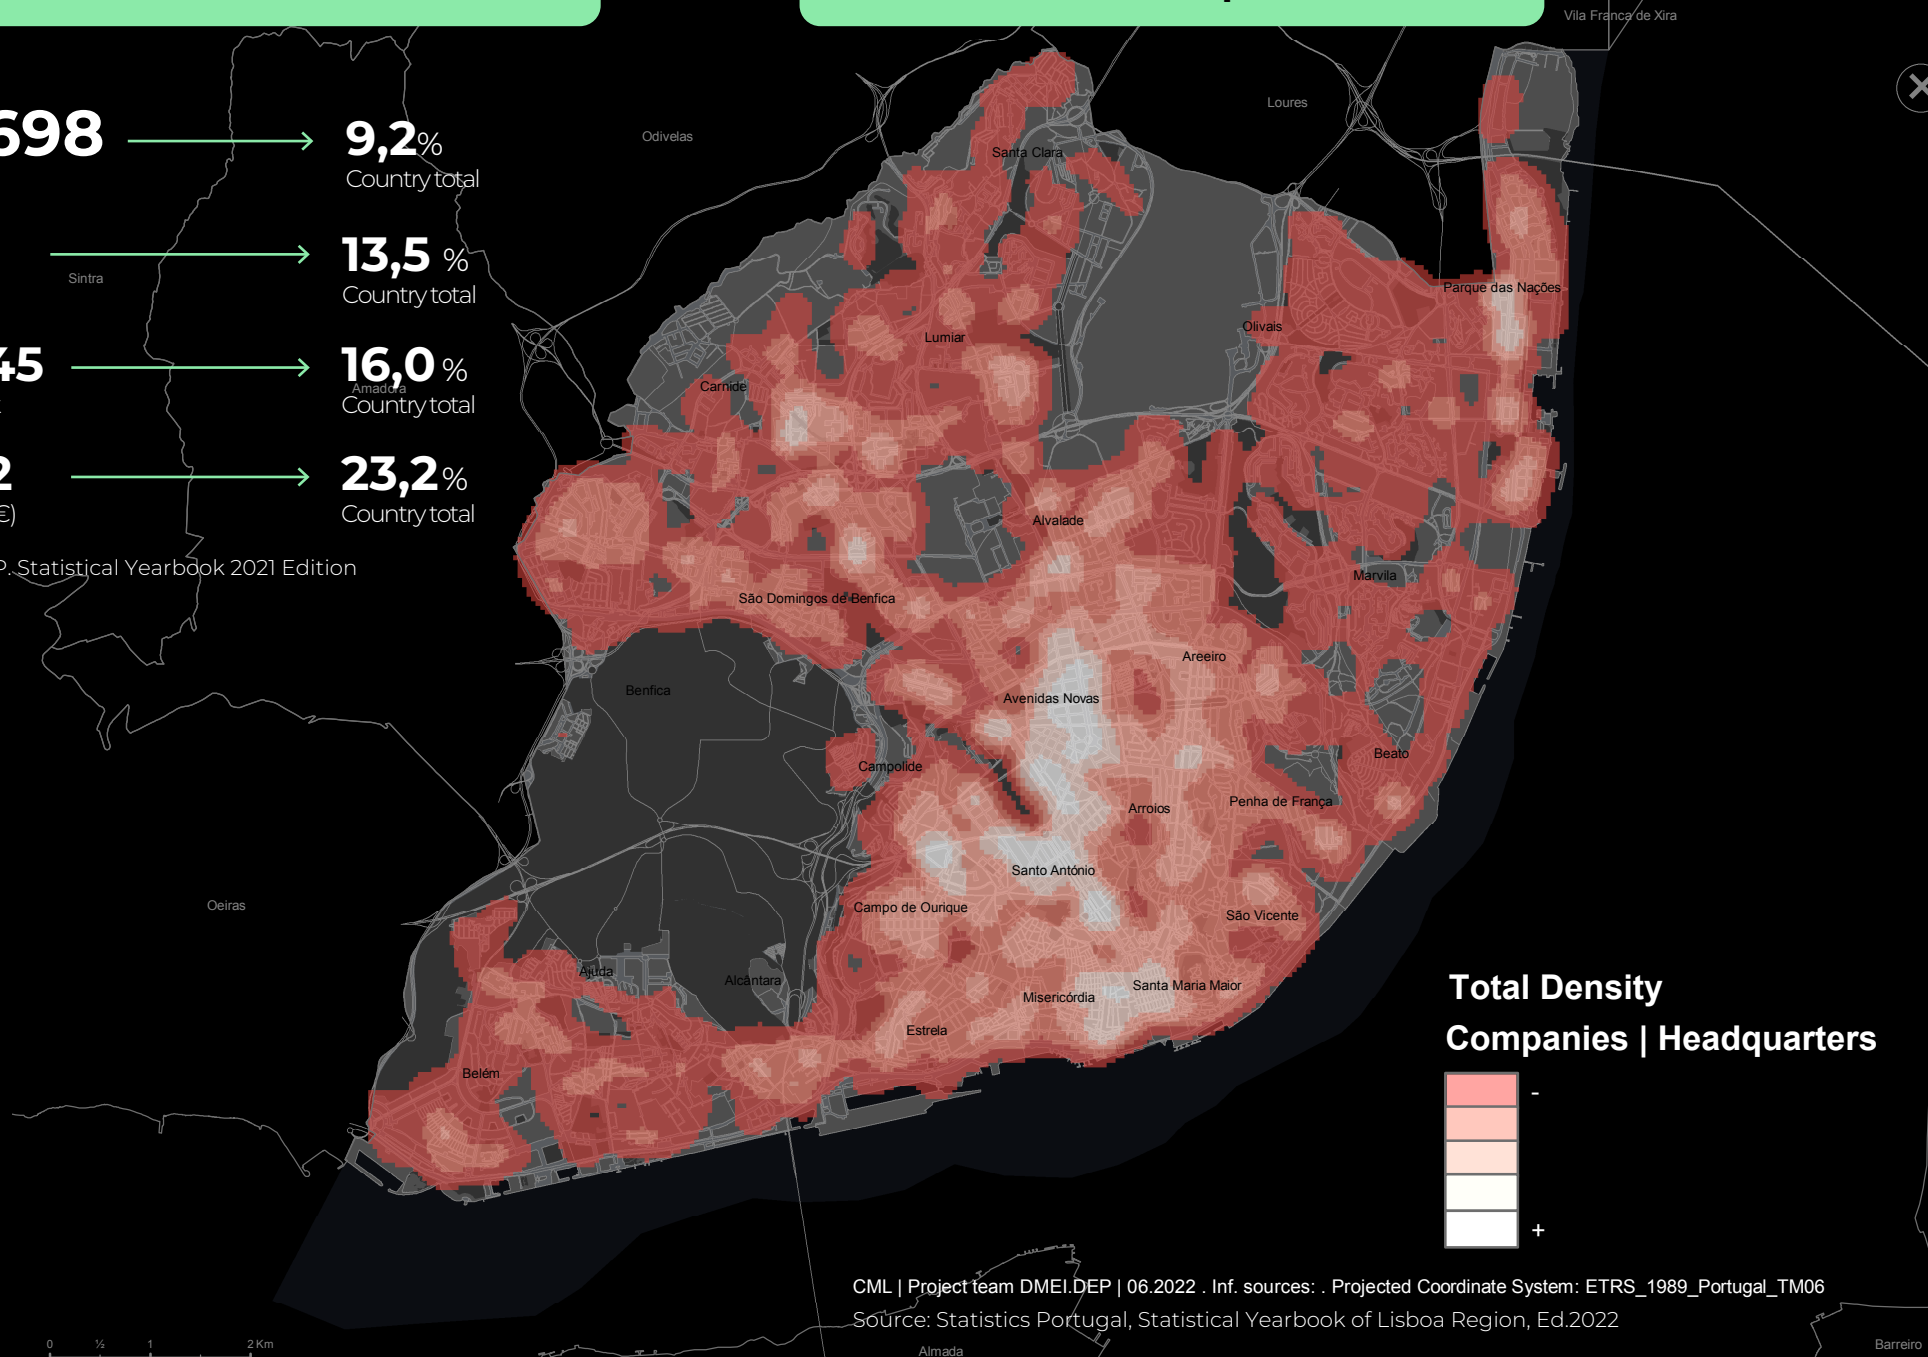 Vila Franca de Xira
Loures
Odivelas
698
9,2%
Country total
Santa Clara
13,5 %
Country total
Sintra
Parque das Nações
Olivais
Lumiar
45
16,0 %
Country total
Amadora
Carnide
2
23,2%
€)
Country total
Alvalade
P. Statistical Yearbook 2021 Edition
Marvila
São Domingos de Benfica
Areeiro
Benfica
Avenidas Novas
Beato
Campolide
Penha de França
Arroios
Santo António
Oeiras
Campo de Ourique
São Vicente
Ajuda
Alcântara
Santa Maria Maior
Misericórdia
Estrela
Belém
Total Density
Companies | Headquarters
-
+
CML | Project team DMEI.DEP | 06.2022 . Inf. sources: . Projected Coordinate System: ETRS_1989_Portugal_TM06
Source: Statistics Portugal, Statistical Yearbook of Lisboa Region, Ed.2022
0 ½ 1 2 Km
Almada
Barreiro